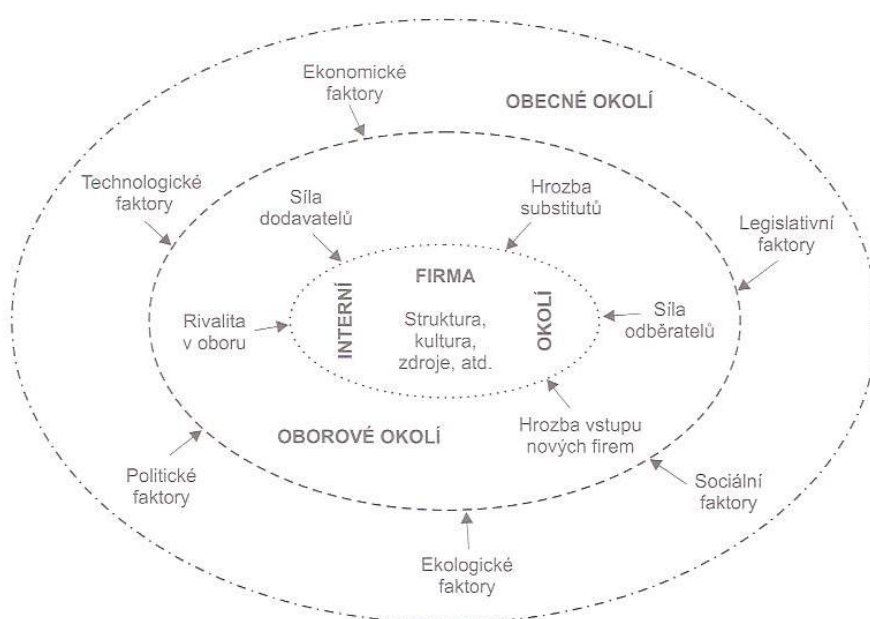 Ekonomické
faktory
OBECNÉ OKOLÍ
Technologické
faktory
Síla
dodavatelů
Hrozba
substitutů
Legislativní
faktory
FIRMA
INTERNÍ
OKOLÍ
Struktura,
kultura,
zdroje, atd.
Rivalita
v oboru
Síla
odběratelů
OBOROVÉ OKOLÍ
Hrozba vstupu
nových firem
Politické
faktory
Sociální
faktory
Ekologické
faktory